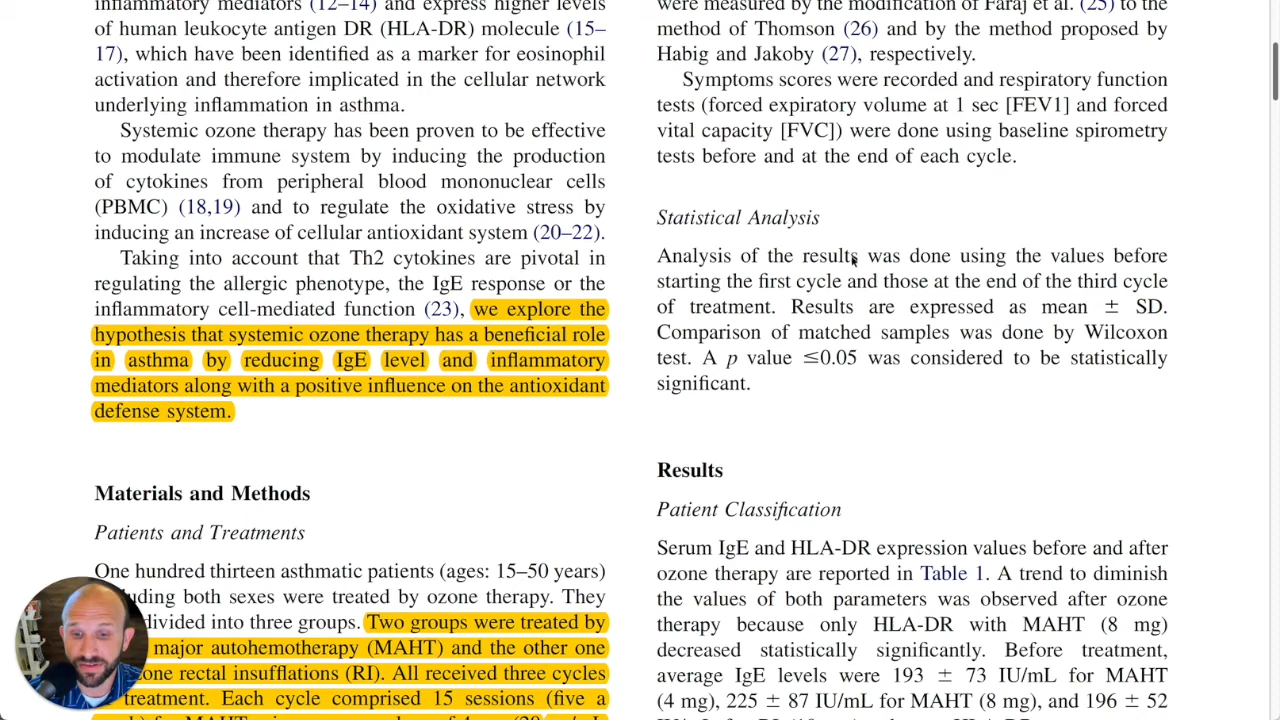 inflammatory mediators (12–14) and express higher levels
of human leukocyte antigen DR (HLA-DR) molecule (15–
17), which have been identified as a marker for eosinophil
activation and therefore implicated in the cellular network
underlying inflammation in asthma.
Systemic ozone therapy has been proven to be effective
to modulate immune system by inducing the production
of cytokines from peripheral blood mononuclear cells
(PBMC) (18,19) and to regulate the oxidative stress by
inducing an increase of cellular antioxidant system (20–22).
Taking into account that Th2 cytokines are pivotal in
regulating the allergic phenotype, the IgE response or the
inflammatory cell-mediated function (23), we explore the
hypothesis that systemic ozone therapy has a beneficial role
in asthma by reducing IgE level and inflammatory
mediators along with a positive influence on the antioxidant
defense system.
Materials and Methods
Patients and Treatments
One hundred thirteen asthmatic patients (ages: 15–50 years)
both sexes were treated by ozone therapy. They
divided into three groups. Two groups were treated by
major autohemotherapy (MAHT) and the other one
rectal insufflations (RI). All received three cycles
treatment. Each cycle comprised 15 sessions (five a
were measured by the modification of Faraj et al. (25) to the
method of Thomson (26) and by the method proposed by
Habig and Jakoby (27), respectively.
Symptoms scores were recorded and respiratory function
tests (forced expiratory volume at 1 sec [FEV1] and forced
vital capacity [FVC]) were done using baseline spirometry
tests before and at the end of each cycle.
Statistical Analysis
Analysis of the results was done using the values before
starting the first cycle and those at the end of the third cycle
of treatment. Results are expressed as mean ± SD.
Comparison of matched samples was done by Wilcoxon
test. A p value ≤0.05 was considered to be statistically
significant.
Results
Patient Classification
Serum IgE and HLA-DR expression values before and after
ozone therapy are reported in Table 1. A trend to diminish
the values of both parameters was observed after ozone
therapy because only HLA-DR with MAHT (8 mg)
decreased statistically significantly. Before treatment,
average IgE levels were 193 ± 73 IU/mL for MAHT
(4 mg), 225 ± 87 IU/mL for MAHT (8 mg), and 196 ± 52